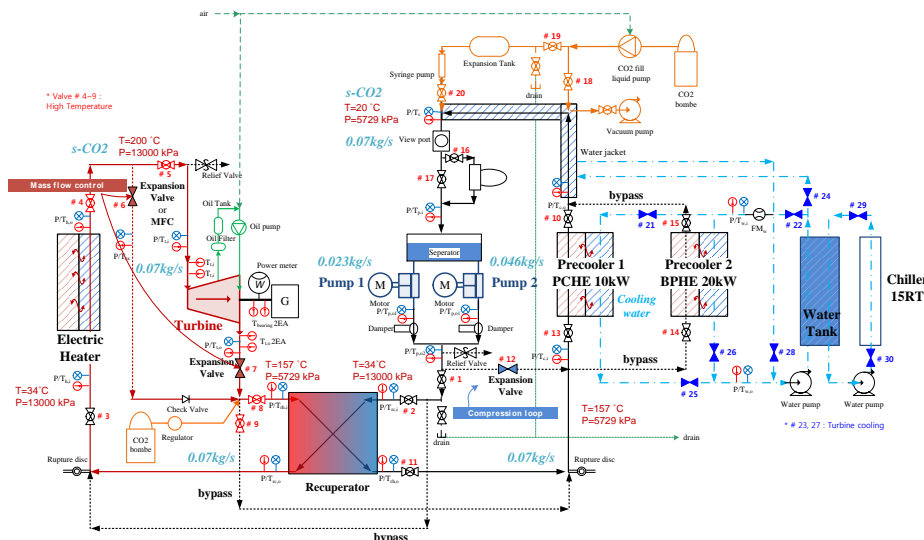 air
# 19
Expansion Tank
CO2 fill
liquid pump
CO2
bombe
Syringe pump
# 20
drain
# 18
Vacuum pump
* Valve # 4~9 :
High Temperature
s-CO2
T=20 ˚C
P=5729 kPa
P/Ts
0.07kg/s
View port
# 16
# 17
Water jacket
T=200 ˚C
P=13000 kPa
s-CO2
# 5
Relief Valve
Mass flow control
# 4
# 6
Expansion
Valve
or
MFC
Oil Tank
Oil pump
Oil Filter
0.07kg/s
Power meter
W
G
Turbine
Tbearing 2EA
Expansion
Valve
# 7
Electric
Heater
T=34˚C
P=13000 kPa
# 3
Check Valve
CO2
bombe
Regulator
# 8
# 9
T=157 ˚C
P=5729 kPa
T=34˚C
P=13000 kPa
# 2
# 1
Seperator
0.023kg/s
0.046kg/s
Pump 1
Pump 2
M
M
Motor
Motor
Damper
Damper
Relief Valve
# 12
Expansion
Valve
Compression loop
drain
drain
bypass
# 24
# 10
# 15
# 21
FMw
# 22
# 29
Precooler 1
PCHE 10kW
Precooler 2
BPHE 20kW
Cooling
water
Water
Tank
Chiller
15RT
# 13
# 14
# 26
# 28
# 30
bypass
# 25
Water pump
Water pump
* # 23, 27 : Turbine cooling
T=157 ˚C
P=5729 kPa
Rupture disc
0.07kg/s
Recuperator
# 11
0.07kg/s
Rupture disc
bypass
bypass